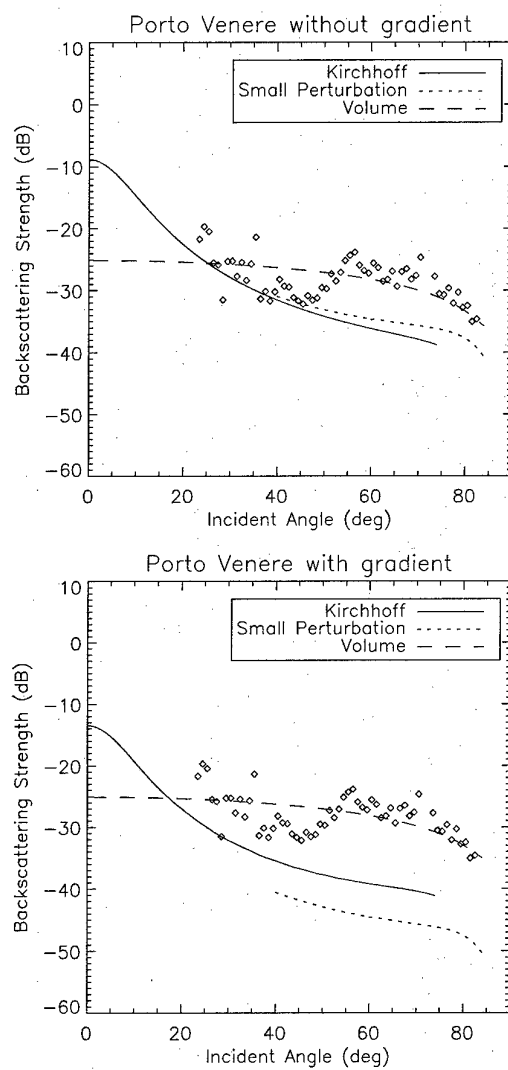 Porto Venere without gradient
10
0
−10
−20
−30
−40
−50
−60
Backscattering Strength (dB)
Kirchhoff
Small Perturbation
Volume
0 20 40 60 80
Incident Angle (deg)
Porto Venere with gradient
10
0
−10
−20
−30
−40
−50
−60
Backscattering Strength (dB)
Kirchhoff
Small Perturbation
Volume
0 20 40 60 80
Incident Angle (deg)